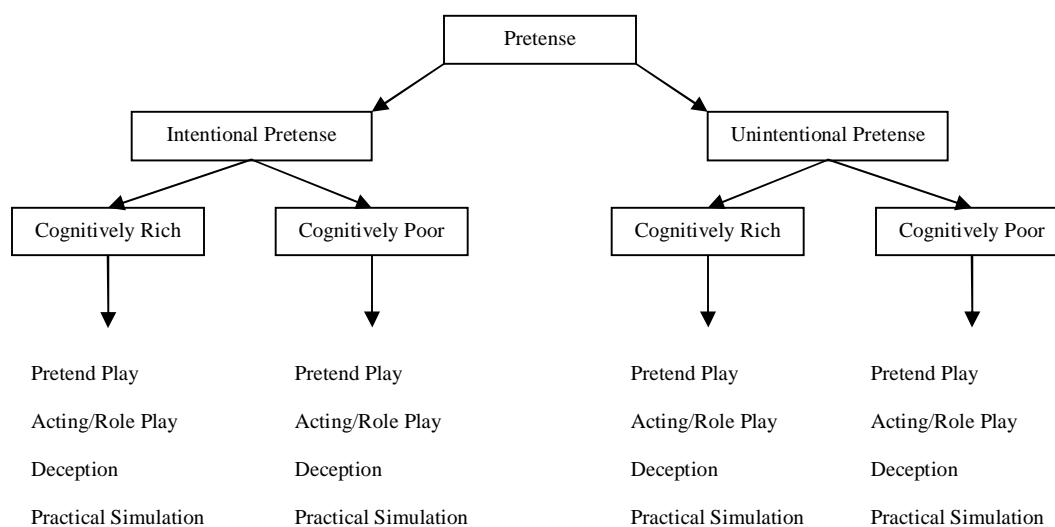 Pretense
Intentional Pretense Unintentional Pretense
Cognitively Rich Cognitively Poor Cognitively Rich Cognitively Poor
Pretend Play Pretend Play Pretend Play Pretend Play
Acting/Role Play Acting/Role Play Acting/Role Play Acting/Role Play
Deception Deception Deception Deception
Practical Simulation Practical Simulation Practical Simulation Practical Simulation